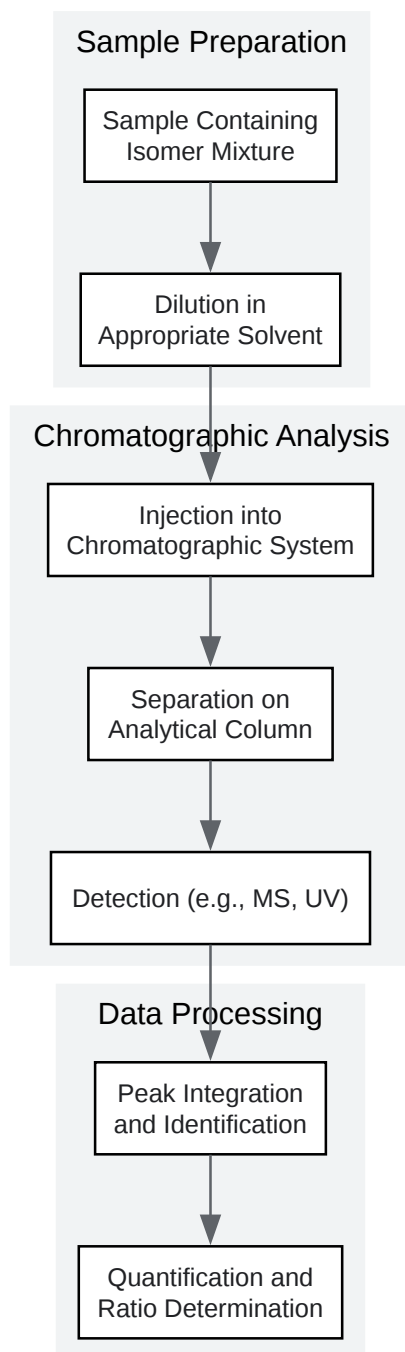 Sample Preparation
Sample Containing
Isomer Mixture
Dilution in
Appropriate Solvent
Chromatographic Analysis
Injection into
Chromatographic System
Separation on
Analytical Column
Detection (e.g., MS, UV)
Data Processing
Peak Integration
and Identification
Quantification and
Ratio Determination